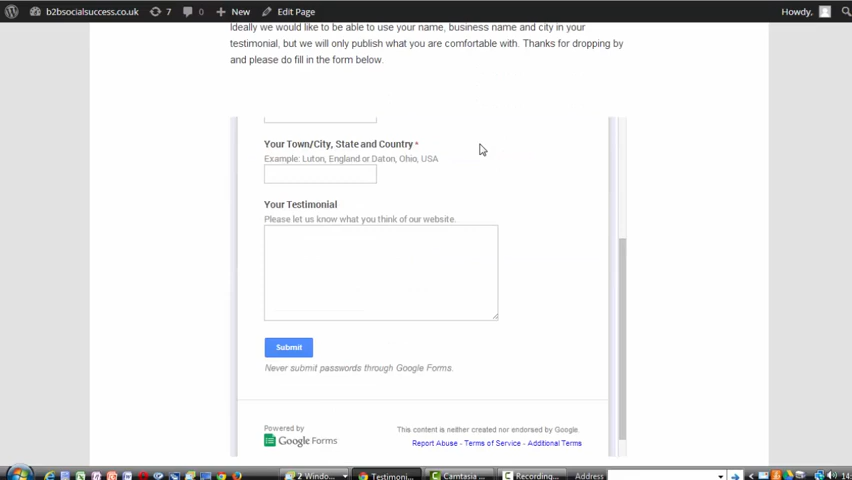 b2bsocialsuccess.co.uk 7 0 New Edit Page Howdy,
Ideally we would like to be able to use your name, business name and city in your
testimonial, but we will only publish what you are comfortable with. Thanks for dropping by
and please do fill in the form below.
Your Town/City, State and Country *
Example: Luton, England or Daton, Ohio, USA
Your Testimonial
Please let us know what you think of our website.
Submit
Never submit passwords through Google Forms.
Powered by
Google Forms
This content is neither created nor endorsed by Google.
Report Abuse - Terms of Service - Additional Terms
2 Windo... Testimoni... Camtasia ... Recording... Address 14: